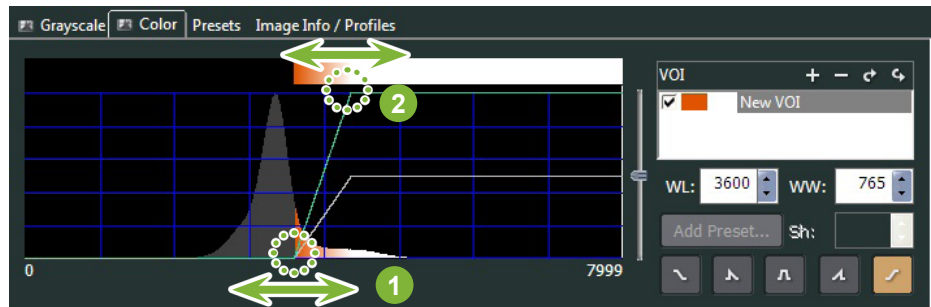 Grayscale Color Presets Image Info / Profiles
VOI + −
New VOI
2
WL: 3600 WW: 765
Add Preset... Sh:
0 7999
1